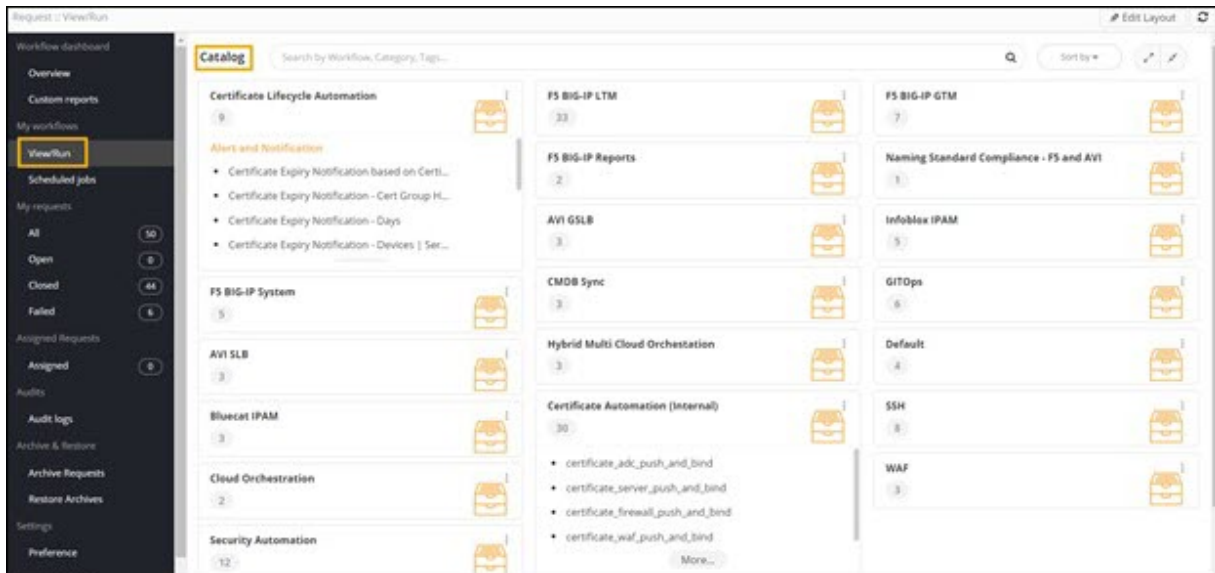 Request :: View/Run
Edit Layout
Workflow dashboard
Overview
Custom reports
My workflows
View/Run
Scheduled jobs
My requests
All 50
Open 0
Closed 44
Failed 6
Assigned Requests
Assigned 0
Audits
Audit logs
Archive & Restore
Archive Requests
Restore Archives
Settings
Preference
Catalog
Search by Workflow, Category, Tags...
Sort by
Certificate Lifecycle Automation
9
Alert and Notification
• Certificate Expiry Notification based on Certi...
• Certificate Expiry Notification - Cert Group H...
• Certificate Expiry Notification - Days
• Certificate Expiry Notification - Devices | Ser...
F5 BIG-IP System
5
AVI SLB
3
Bluecat IPAM
3
Cloud Orchestration
2
Security Automation
12
F5 BIG-IP LTM
33
F5 BIG-IP Reports
2
AVI GSLB
3
CMDB Sync
3
Hybrid Multi Cloud Orchestation
3
Certificate Automation (Internal)
30
• certificate_adc_push_and_bind
• certificate_server_push_and_bind
• certificate_firewall_push_and_bind
• certificate_waf_push_and_bind
More...
F5 BIG-IP GTM
7
Naming Standard Compliance - F5 and AVI
1
Infoblox IPAM
5
GITOps
6
Default
4
SSH
8
WAF
3